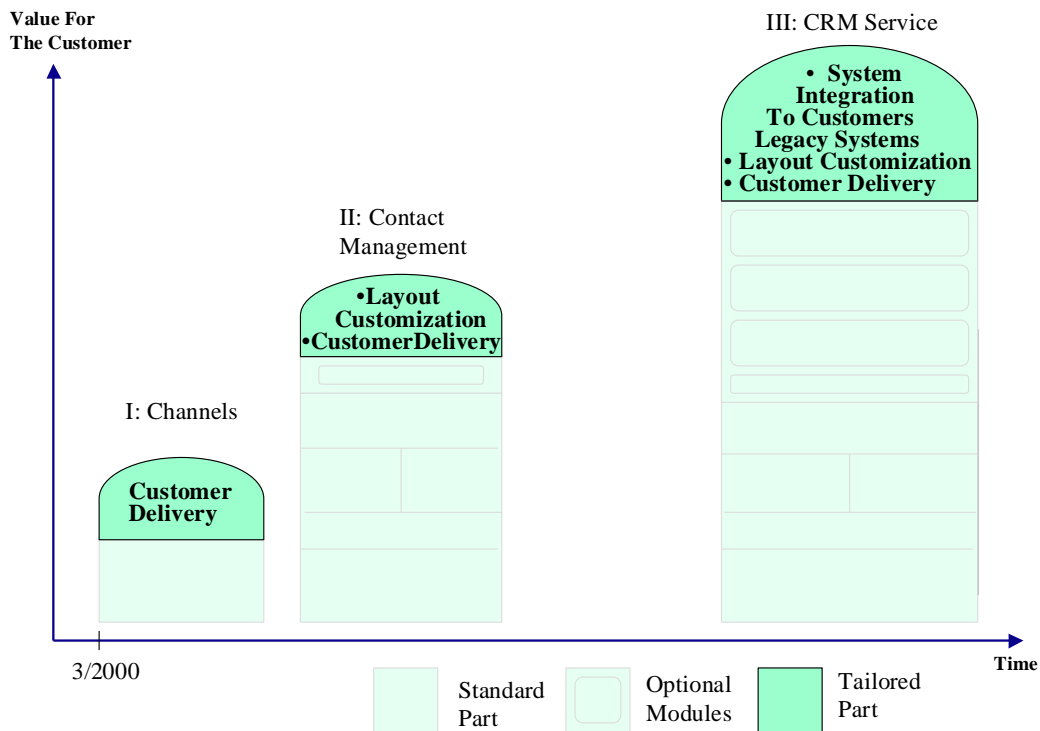 Value For
The Customer
III: CRM Service
• System
Integration
To Customers
Legacy Systems
• Layout Customization
• Customer Delivery
II: Contact
Management
•Layout
Customization
•CustomerDelivery
I: Channels
Customer
Delivery
3/2000
Time
Standard
Part
Optional
Modules
Tailored
Part